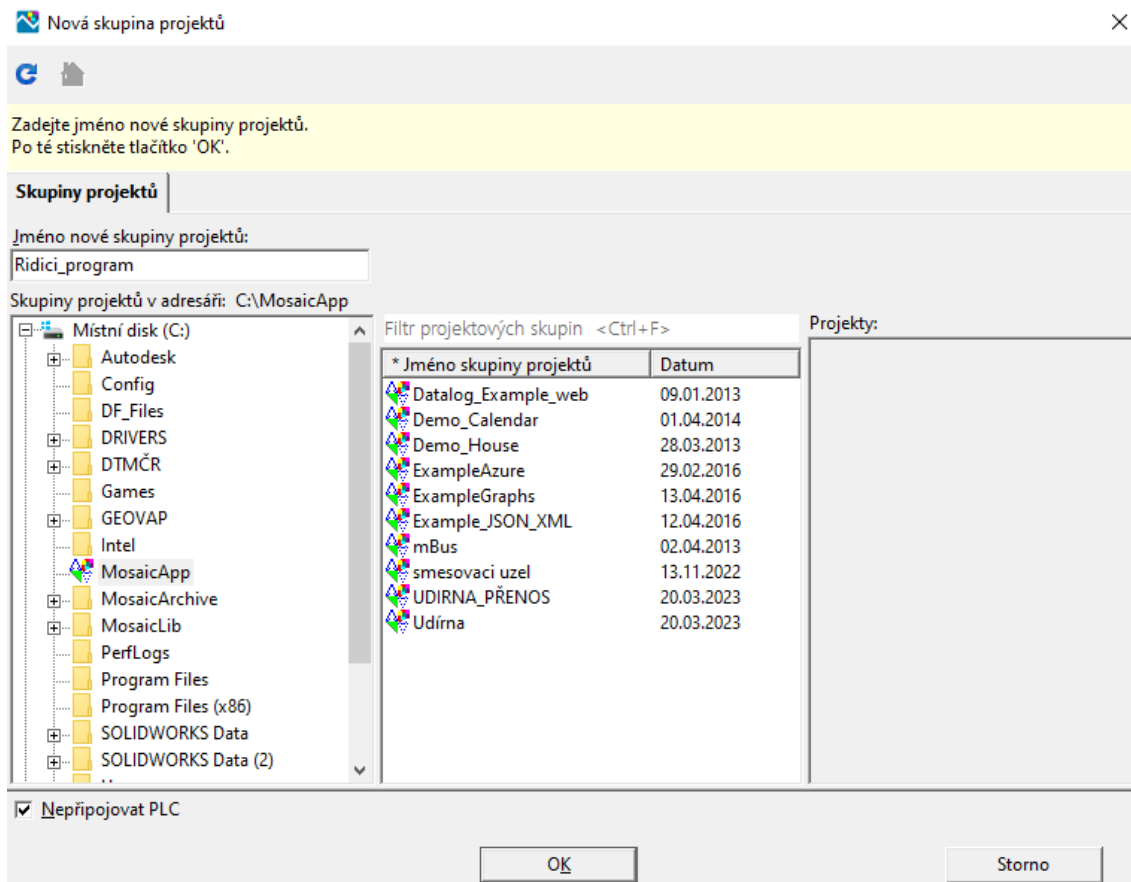 Nová skupina projektů
Zadejte jméno nové skupiny projektů.
Po té stiskněte tlačítko 'OK'.
Skupiny projektů
Jméno nové skupiny projektů:
Ridici_program
Skupiny projektů v adresáři: C:\MosaicApp
Místní disk (C:)
Autodesk
Config
DF_Files
DRIVERS
DTMČR
Games
GEOVAP
Intel
MosaicApp
MosaicArchive
MosaicLib
PerfLogs
Program Files
Program Files (x86)
SOLIDWORKS Data
SOLIDWORKS Data (2)
Filtr projektových skupin <Ctrl+F>
* Jméno skupiny projektů Datum
Datalog_Example_web 09.01.2013
Demo_Calendar 01.04.2014
Demo_House 28.03.2013
ExampleAzure 29.02.2016
ExampleGraphs 13.04.2016
Example_JSON_XML 12.04.2016
mBus 02.04.2013
smesovaci uzel 13.11.2022
UDIRNA_PŘENOS 20.03.2023
Udírna 20.03.2023
Projekty:
Nepřipojovat PLC
OK
Storno